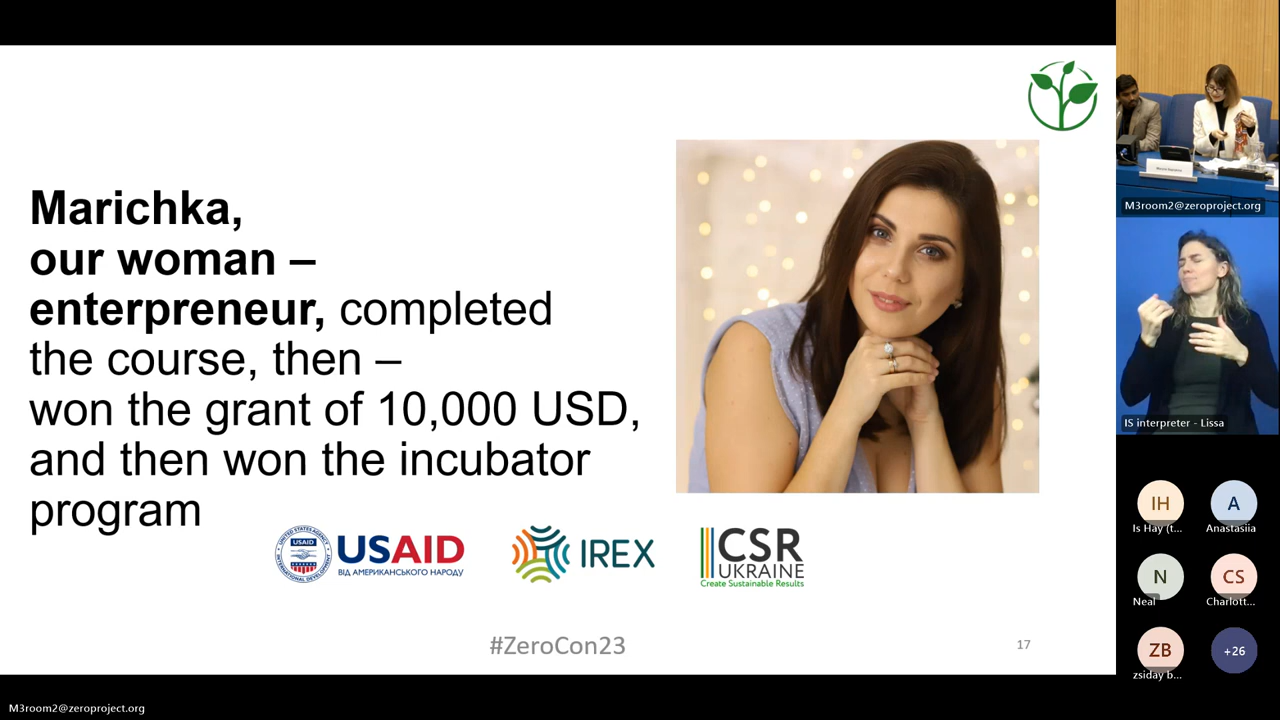 Marichka,
our woman –
enterpreneur, completed
the course, then –
won the grant of 10,000 USD,
and then won the incubator
program
USAID
ВІД АМЕРИКАНСЬКОГО НАРОДУ
IREX
CSR
UKRAINE
Create Sustainable Results
#ZeroCon23
17
M3room2@zeroproject.org
IS interpreter - Lissa
IH
Is Hay (t...
A
Anastasiia
N
Neal
CS
Charlott...
ZB
zsiday b...
+26
M3room2@zeroproject.org